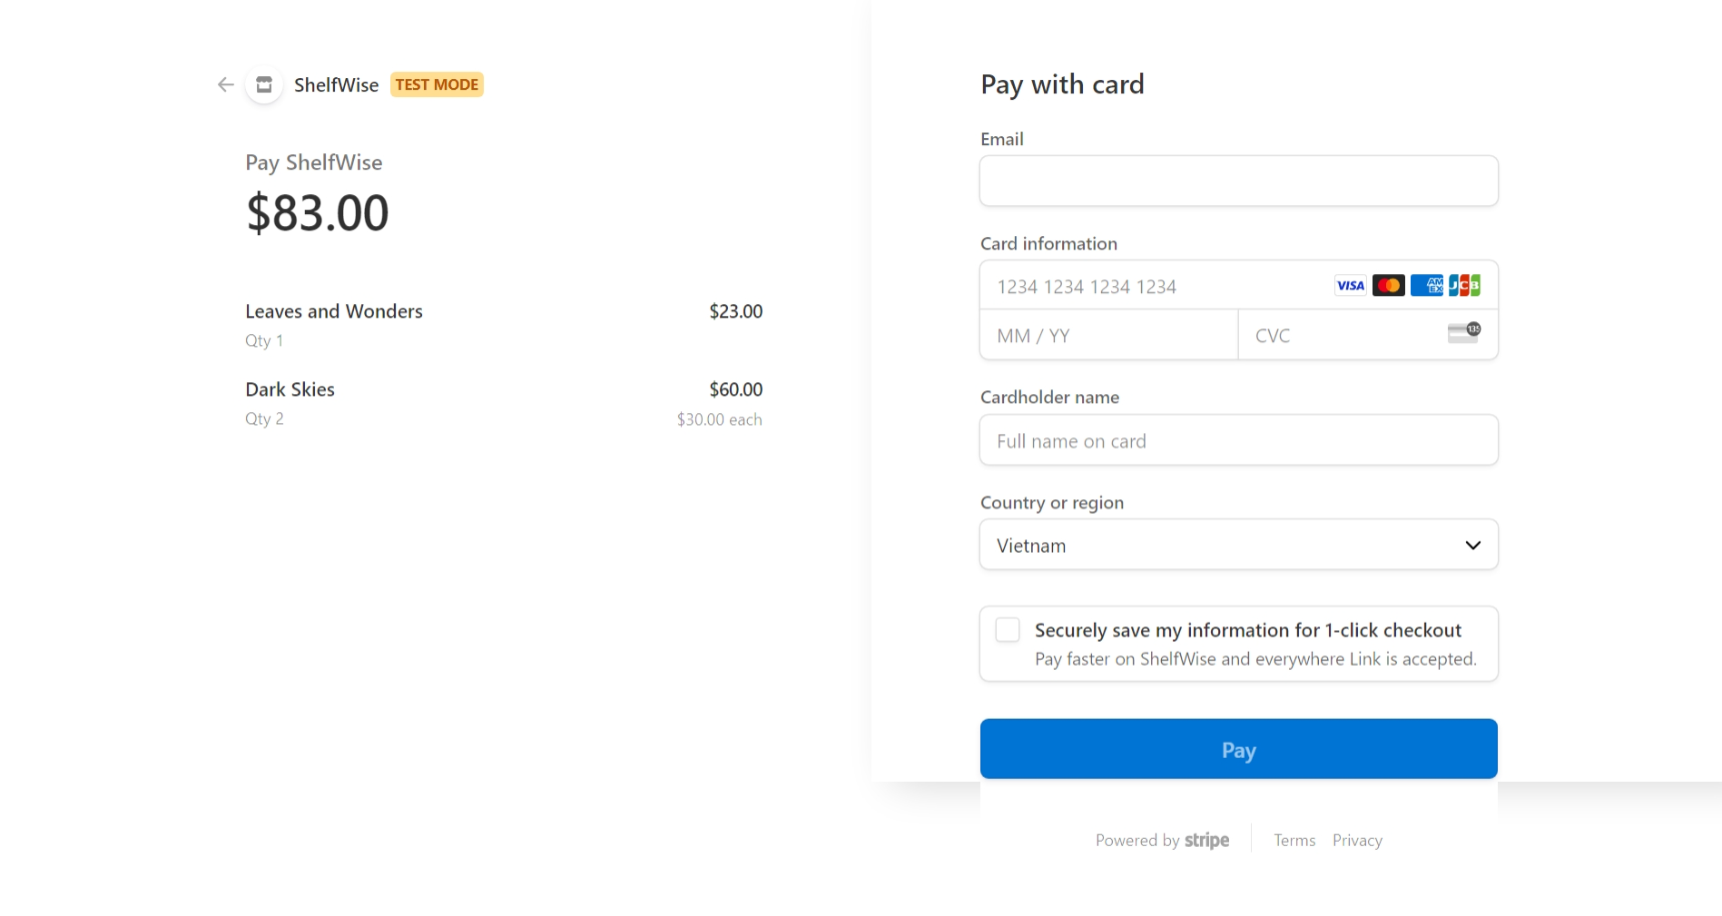 ShelfWise TEST MODE
Pay ShelfWise
$83.00
Leaves and Wonders $23.00
Qty 1
Dark Skies $60.00
Qty 2 $30.00 each
Pay with card
Email
Card information
1234 1234 1234 1234 VISA AMEX JCB
MM / YY CVC 135
Cardholder name
Full name on card
Country or region
Vietnam
Securely save my information for 1-click checkout
Pay faster on ShelfWise and everywhere Link is accepted.
Pay
Powered by stripe Terms Privacy